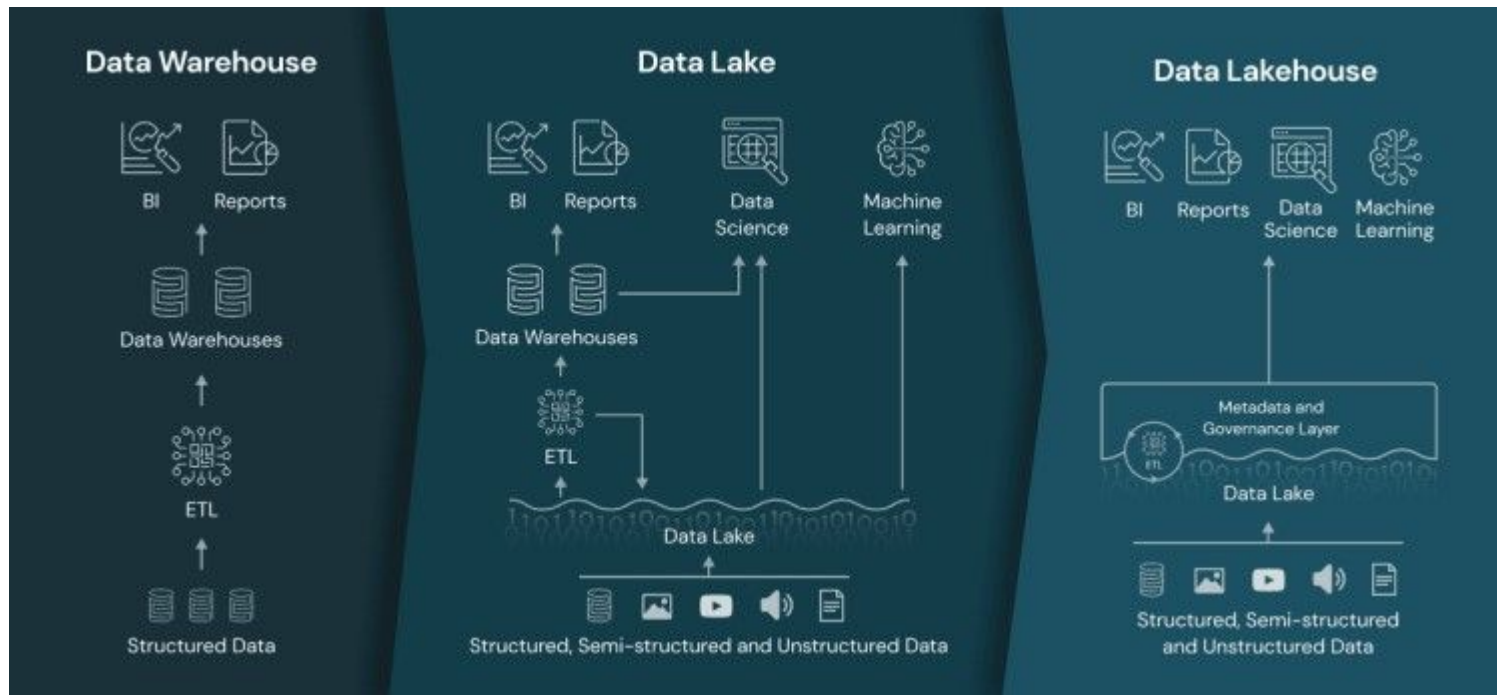 Data Warehouse
BI
Reports
Data Warehouses
ETL
Structured Data
Data Lake
BI
Reports
Data
Science
Machine
Learning
Data Warehouses
ETL
Data Lake
Structured, Semi-structured and Unstructured Data
Data Lakehouse
BI
Reports
Data
Science
Machine
Learning
Metadata and
Governance Layer
ETL
Data Lake
Structured, Semi-structured
and Unstructured Data